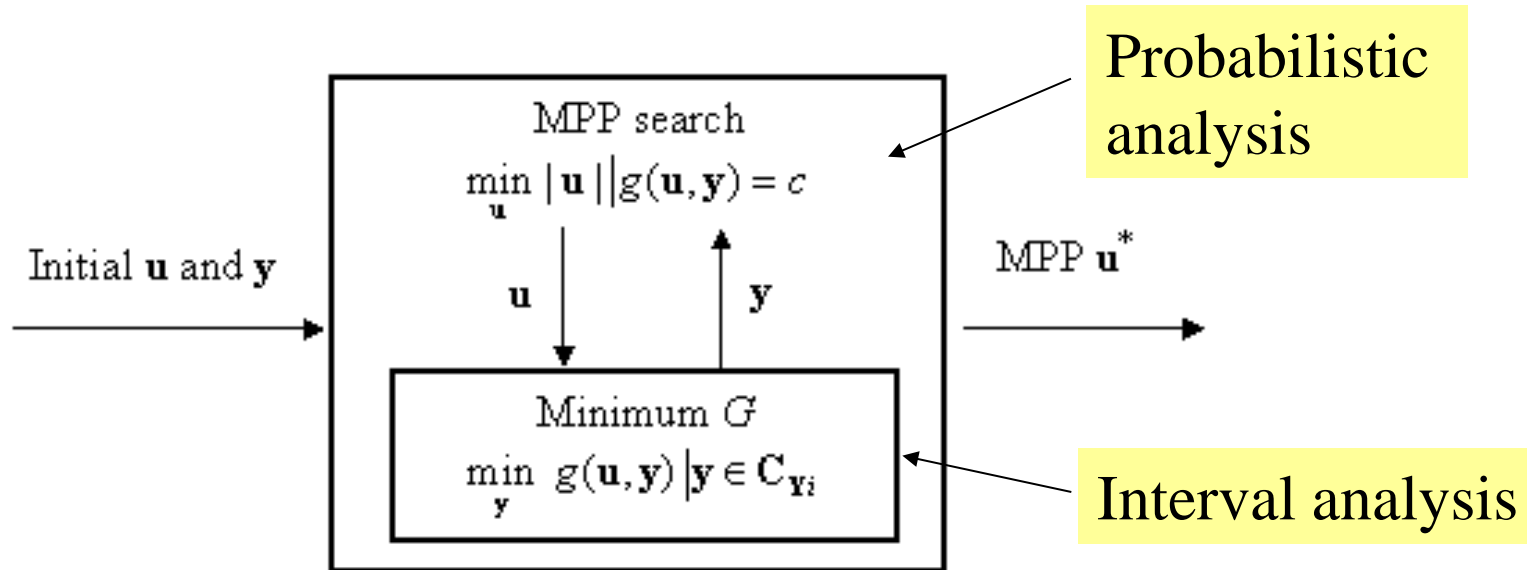 Probabilistic
analysis
MPP search
min | u | | g(u, y) = c
u
Initial u and y
MPP u*
u
y
Minimum G
min g(u, y) | y ∈ C_Yi
y
Interval analysis